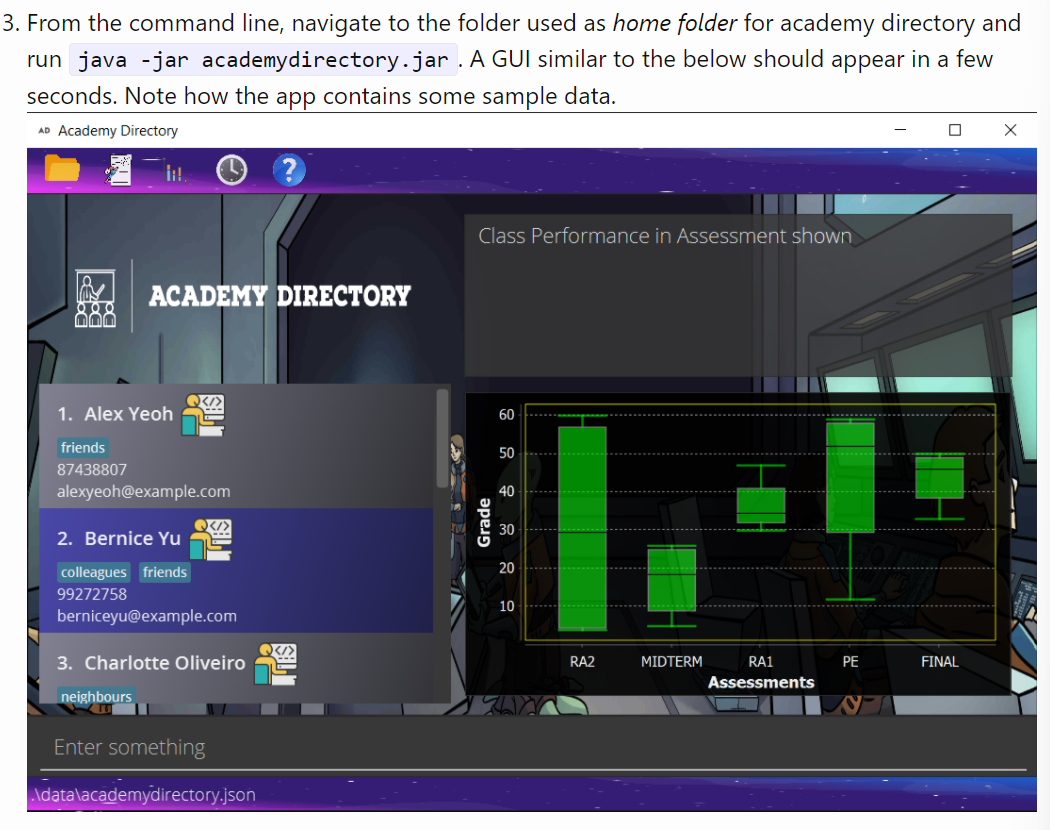 3. From the command line, navigate to the folder used as home folder for academy directory and
run java -jar academydirectory.jar . A GUI similar to the below should appear in a few
seconds. Note how the app contains some sample data.
AD Academy Directory
?
ACADEMY DIRECTORY
Class Performance in Assessment shown
1. Alex Yeoh </>
friends
87438807
alexyeoh@example.com
2. Bernice Yu </>
colleagues friends
99272758
berniceyu@example.com
3. Charlotte Oliveiro </>
neighbours
Grade
60
50
40
30
20
10
RA2 MIDTERM RA1 PE FINAL
Assessments
Enter something
.\data\academydirectory.json